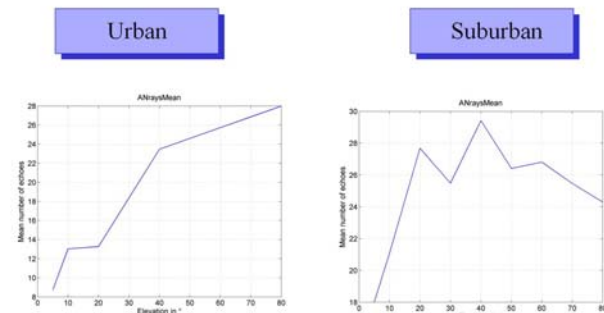 Urban
Suburban
ANraysMean
28
26
24
22
20
18
16
14
12
10
8
Mean number of echoes
0 10 20 30 40 50 60 70 80
Elevation in °
ANraysMean
30
28
26
24
22
20
18
Mean number of echoes
0 10 20 30 40 50 60 70 80